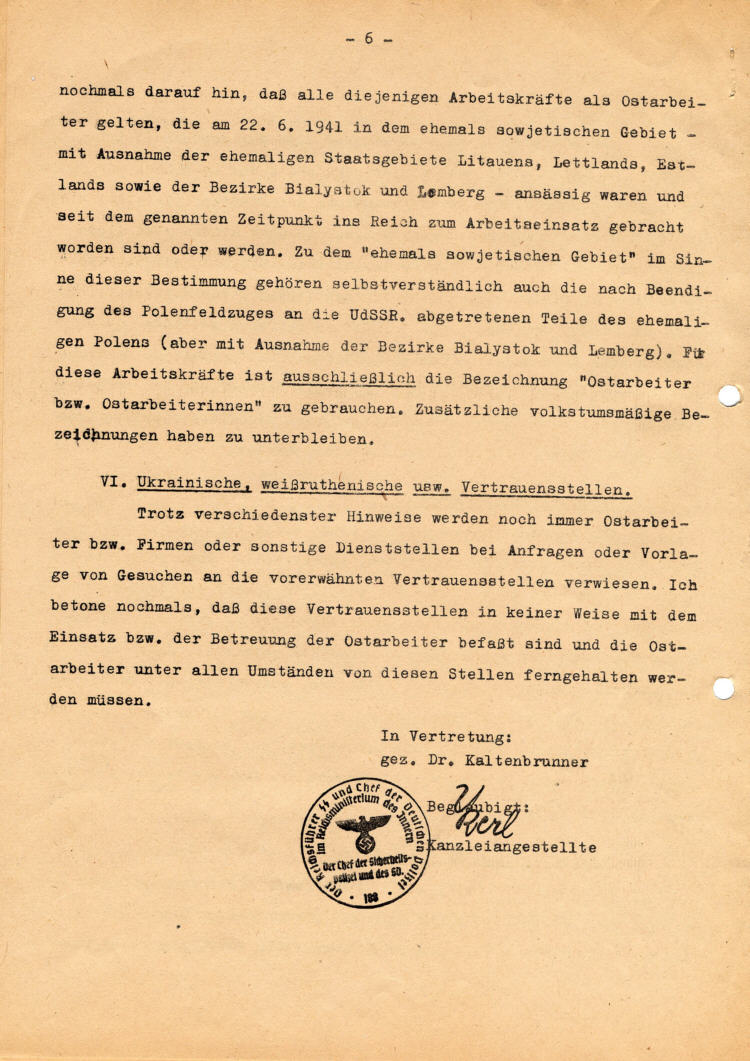 - 6 -
nochmals darauf hin, daß alle diejenigen Arbeitskräfte als Ostarbei-
ter gelten, die am 22. 6. 1941 in dem ehemals sowjetischen Gebiet -
mit Ausnahme der ehemaligen Staatsgebiete Litauens, Lettlands, Est-
lands sowie der Bezirke Bialystok und Lemberg - ansässig waren und
seit dem genannten Zeitpunkt ins Reich zum Arbeitseinsatz gebracht
worden sind oder werden. Zu dem "ehemals sowjetischen Gebiet" im Sin-
ne dieser Bestimmung gehören selbstverständlich auch die nach Beendi-
gung des Polenfeldzuges an die UdSSR. abgetretenen Teile des ehemali-
gen Polens (aber mit Ausnahme der Bezirke Bialystok und Lemberg). Für
diese Arbeitskräfte ist ausschließlich die Bezeichnung "Ostarbeiter
bzw. Ostarbeiterinnen" zu gebrauchen. Zusätzliche volkstumsmäßige Be-
zeichnungen haben zu unterbleiben.
VI. Ukrainische, weißruthenische usw. Vertrauensstellen.
Trotz verschiedenster Hinweise werden noch immer Ostarbei-
ter bzw. Firmen oder sonstige Dienststellen bei Anfragen oder Vorla-
ge von Gesuchen an die vorerwähnten Vertrauensstellen verwiesen. Ich
betone nochmals, daß diese Vertrauensstellen in keiner Weise mit dem
Einsatz bzw. der Betreuung der Ostarbeiter befaßt sind und die Ost-
arbeiter unter allen Umständen von diesen Stellen ferngehalten wer-
den müssen.
In Vertretung:
gez. Dr. Kaltenbrunner
Beglaubigt:
Kerl
Kanzleiangestellte
Der Reichsführer SS und Chef der Deutschen Polizei
im Reichsministerium des Innern
Der Chef der Sicherheits-
polizei und des SD.
188